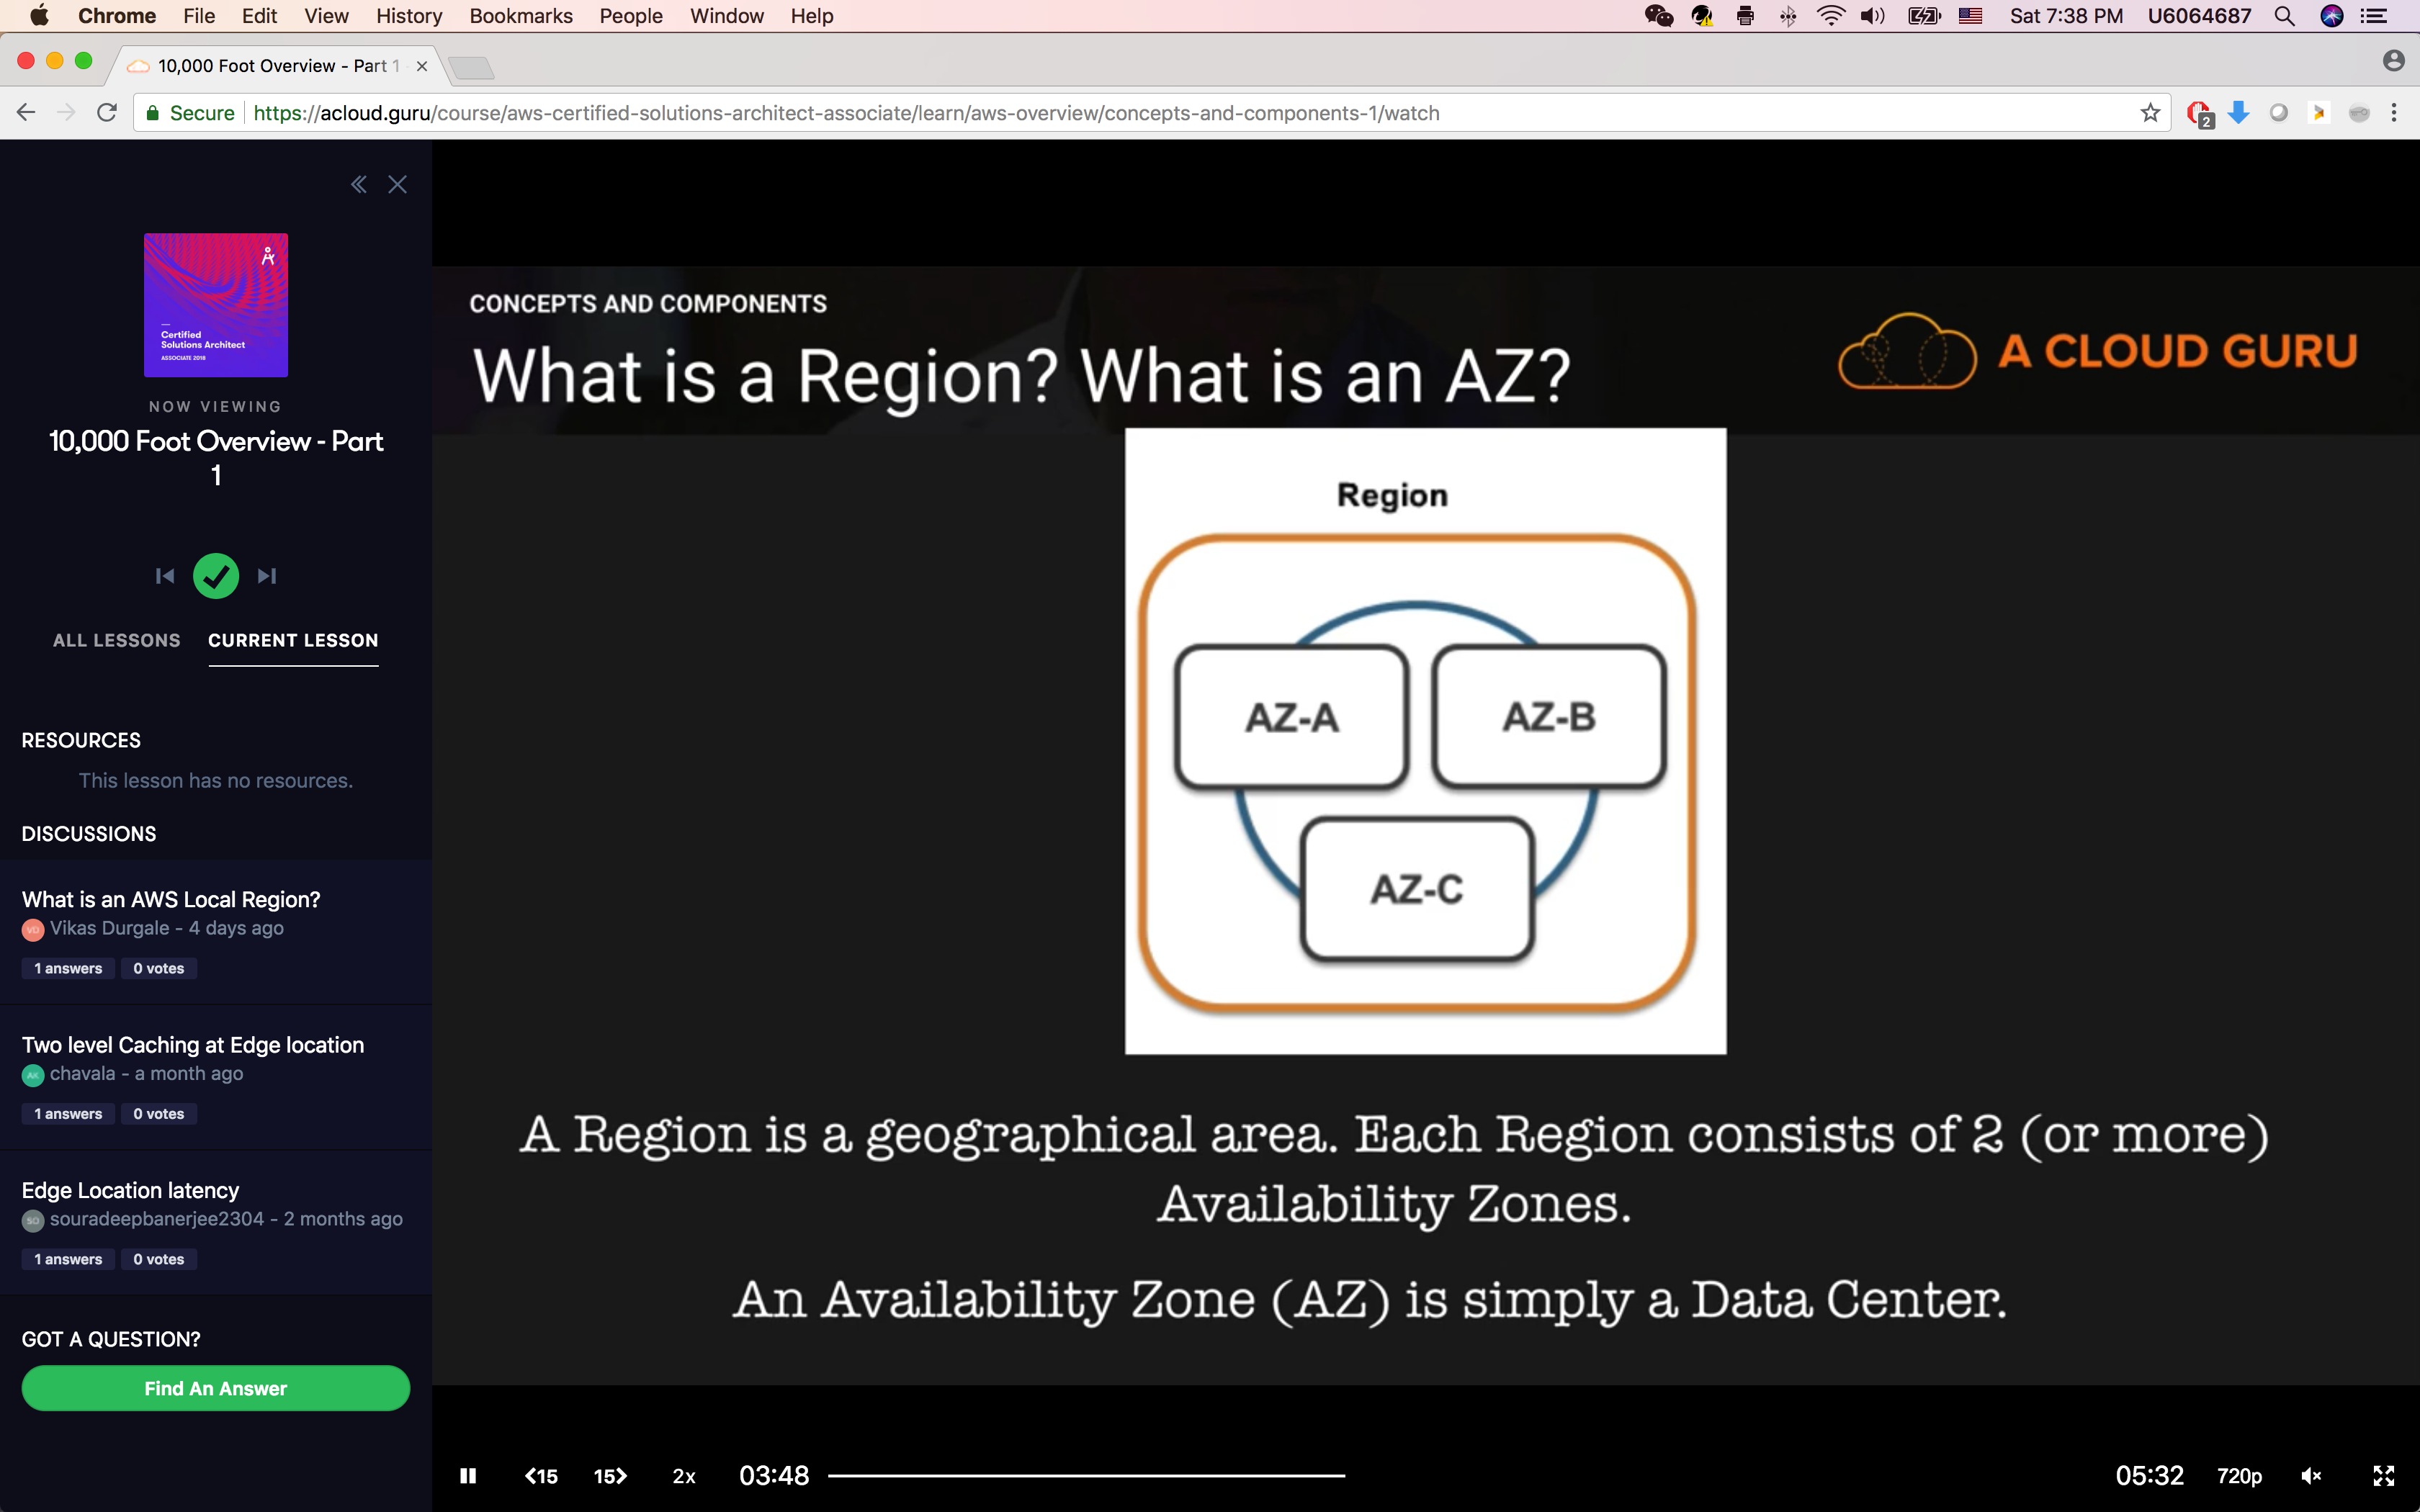 Chrome File Edit View History Bookmarks People Window Help Sat 7:38 PM U6064687
10,000 Foot Overview - Part 1
Secure https://acloud.guru/course/aws-certified-solutions-architect-associate/learn/aws-overview/concepts-and-components-1/watch
2
Certified
Solutions Architect
ASSOCIATE 2018
NOW VIEWING
10,000 Foot Overview - Part
1
ALL LESSONS CURRENT LESSON
RESOURCES
This lesson has no resources.
DISCUSSIONS
What is an AWS Local Region?
VD Vikas Durgale - 4 days ago
1 answers 0 votes
Two level Caching at Edge location
AK chavala - a month ago
1 answers 0 votes
Edge Location latency
SO souradeepbanerjee2304 - 2 months ago
1 answers 0 votes
GOT A QUESTION?
Find An Answer
CONCEPTS AND COMPONENTS
What is a Region? What is an AZ?
A CLOUD GURU
Region
AZ-A AZ-B
AZ-C
A Region is a geographical area. Each Region consists of 2 (or more)
Availability Zones.
An Availability Zone (AZ) is simply a Data Center.
15 15 2x 03:48 05:32 720p